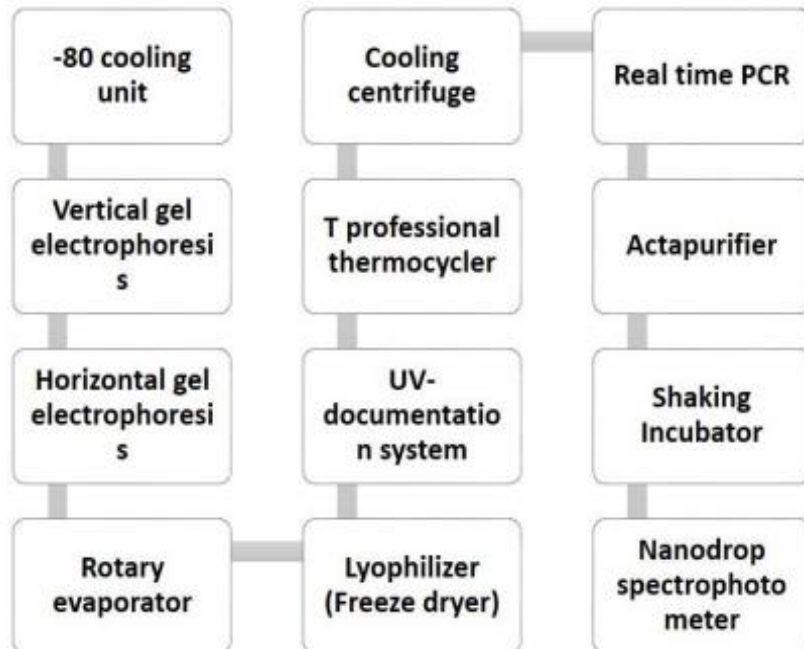 -80 cooling
unit
Vertical gel
electrophoresi
s
Horizontal gel
electrophoresi
s
Rotary
evaporator
Lyophilizer
(Freeze dryer)
UV-
documentatio
n system
T professional
thermocycler
Cooling
centrifuge
Real time PCR
Actapurifier
Shaking
Incubator
Nanodrop
spectrophoto
meter